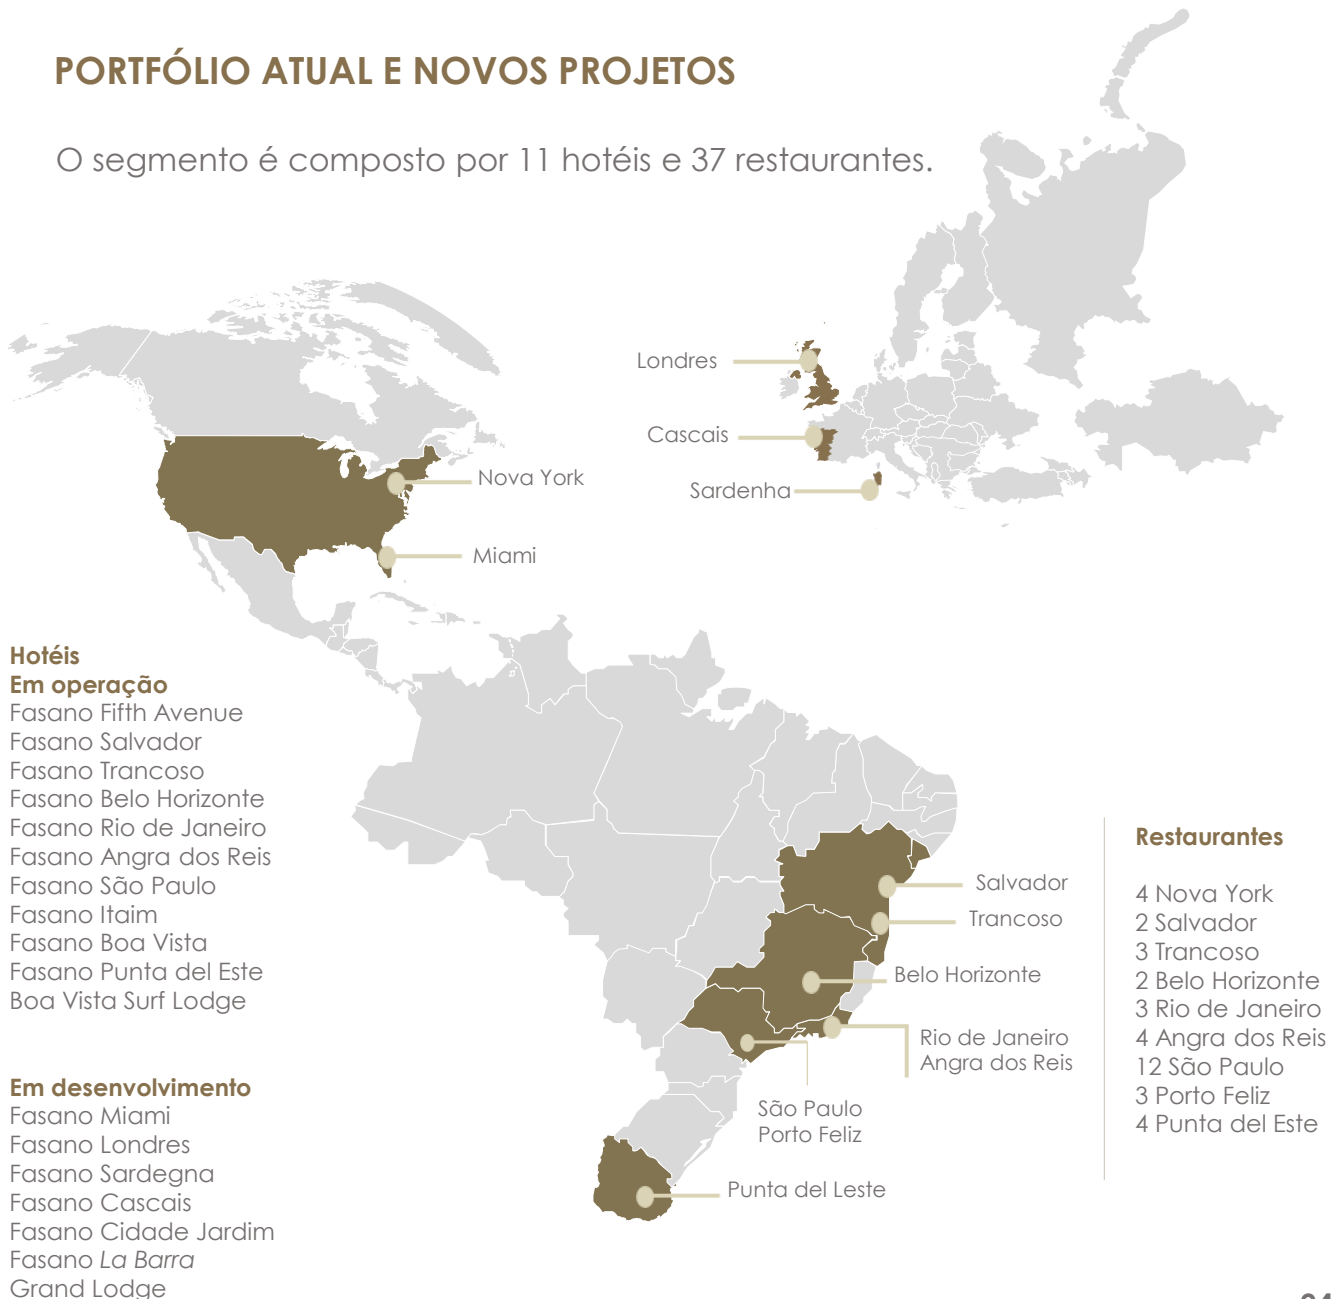 PORTFÓLIO ATUAL E NOVOS PROJETOS
O segmento é composto por 11 hotéis e 37 restaurantes.
Londres
Cascais
Sardenha
Nova York
Miami
Hotéis
Em operação
Fasano Fifth Avenue
Fasano Salvador
Fasano Trancoso
Fasano Belo Horizonte
Fasano Rio de Janeiro
Fasano Angra dos Reis
Fasano São Paulo
Fasano Itaim
Fasano Boa Vista
Fasano Punta del Este
Boa Vista Surf Lodge
Em desenvolvimento
Fasano Miami
Fasano Londres
Fasano Sardegna
Fasano Cascais
Fasano Cidade Jardim
Fasano La Barra
Grand Lodge
Salvador
Trancoso
Belo Horizonte
Rio de Janeiro
Angra dos Reis
São Paulo
Porto Feliz
Punta del Leste
Restaurantes
4 Nova York
2 Salvador
3 Trancoso
2 Belo Horizonte
3 Rio de Janeiro
4 Angra dos Reis
12 São Paulo
3 Porto Feliz
4 Punta del Este